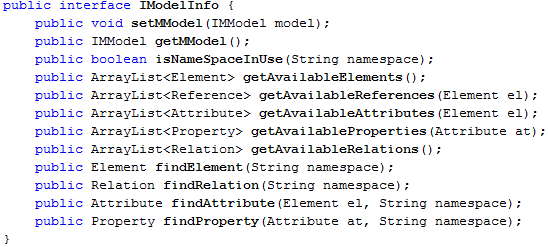 public interface IModelInfo {
public void setMModel(IMModel model);
public IMModel getMModel();
public boolean isNameSpaceInUse(String namespace);
public ArrayList<Element> getAvailableElements();
public ArrayList<Reference> getAvailableReferences(Element el);
public ArrayList<Attribute> getAvailableAttributes(Element el);
public ArrayList<Property> getAvailableProperties(Attribute at);
public ArrayList<Relation> getAvailableRelations();
public Element findElement(String namespace);
public Relation findRelation(String namespace);
public Attribute findAttribute(Element el, String namespace);
public Property findProperty(Attribute at, String namespace);
}